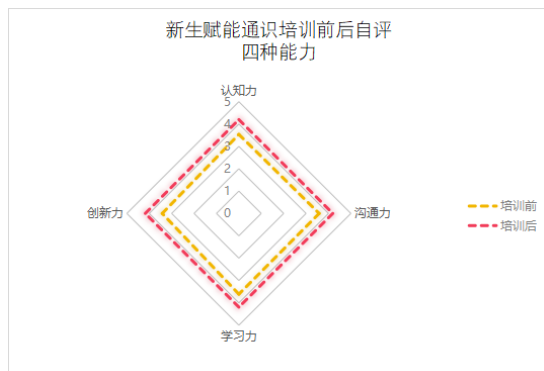 新生赋能通识培训前后自评
四种能力
认知力
5
4
3
2
1
0
创新力
沟通力
学习力
培训前
培训后